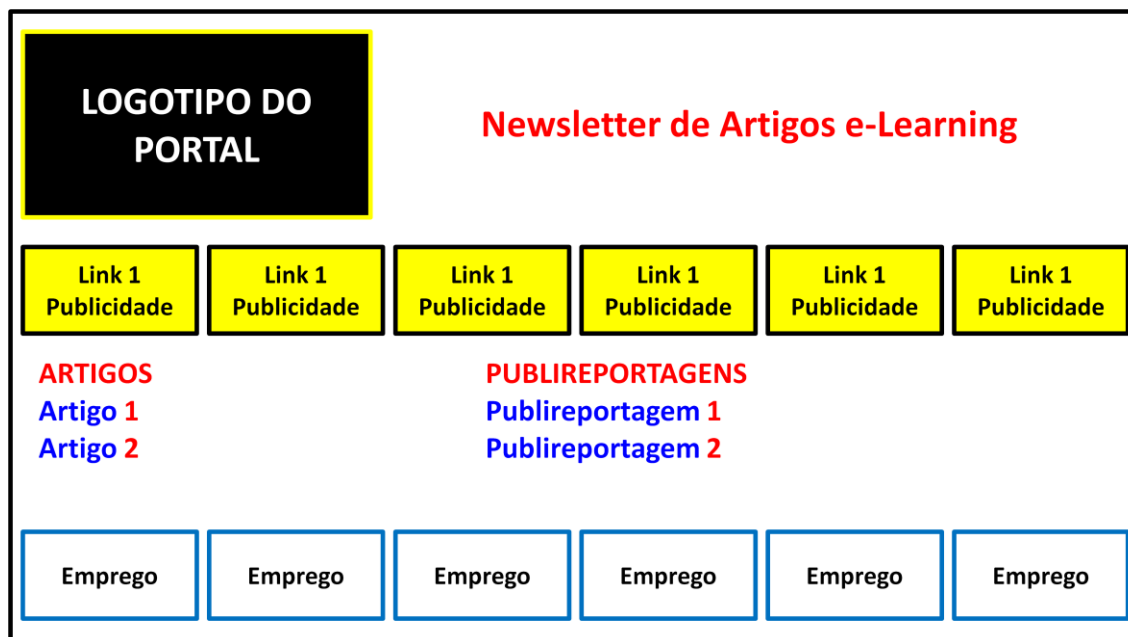 LOGOTIPO DO
PORTAL
Newsletter de Artigos e-Learning
Link 1
Publicidade
Link 1
Publicidade
Link 1
Publicidade
Link 1
Publicidade
Link 1
Publicidade
Link 1
Publicidade
ARTIGOS
Artigo 1
Artigo 2
PUBLIREPORTAGENS
Publireportagem 1
Publireportagem 2
Emprego
Emprego
Emprego
Emprego
Emprego
Emprego